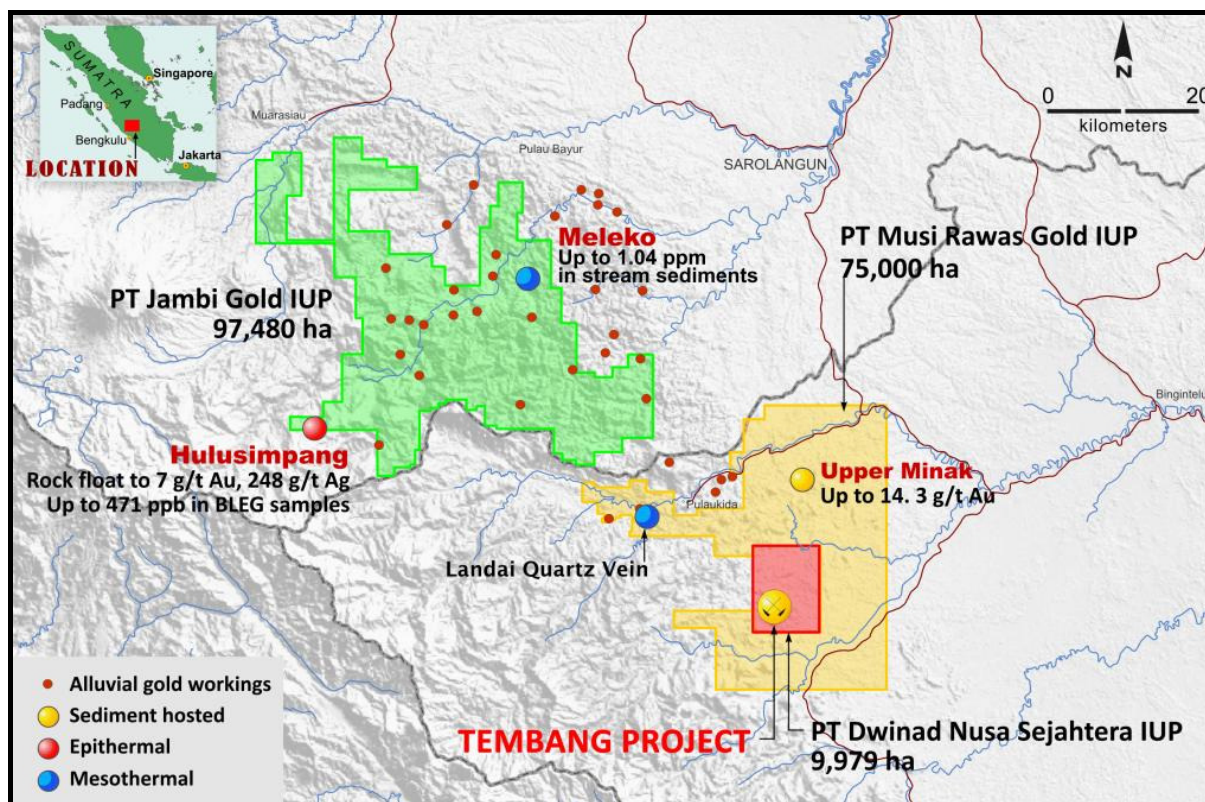 SUMATRA
Singapore
Padang
Bengkulu
Jakarta
LOCATION
Muarasiau
Pulau Bayur
SAROLANGUN
N
0 20
kilometers
PT Musi Rawas Gold IUP
75,000 ha
Meleko
Up to 1.04 ppm
in stream sediments
PT Jambi Gold IUP
97,480 ha
Bingintelu
Hulusimpang
Rock float to 7 g/t Au, 248 g/t Ag
Up to 471 ppb in BLEG samples
Upper Minak
Up to 14. 3 g/t Au
Pulaukida
Landai Quartz Vein
Alluvial gold workings
Sediment hosted
Epithermal
Mesothermal
TEMBANG PROJECT
PT Dwinad Nusa Sejahtera IUP
9,979 ha